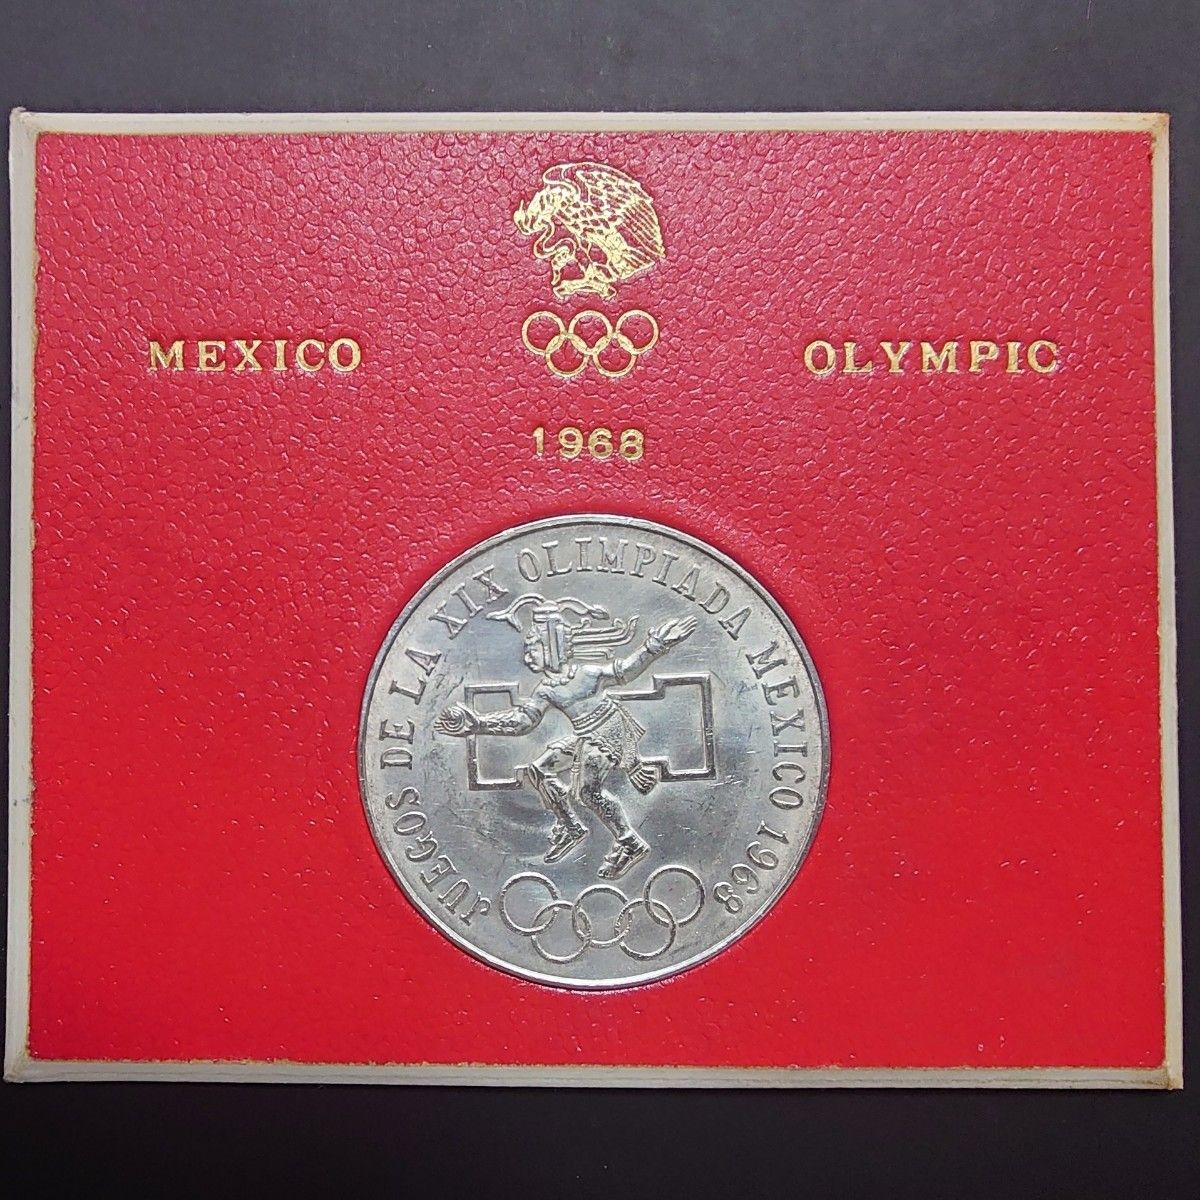 MEXICO OLYMPIC
1968
JUEGOS DE LA XIX OLIMPIADA MEXICO 1968